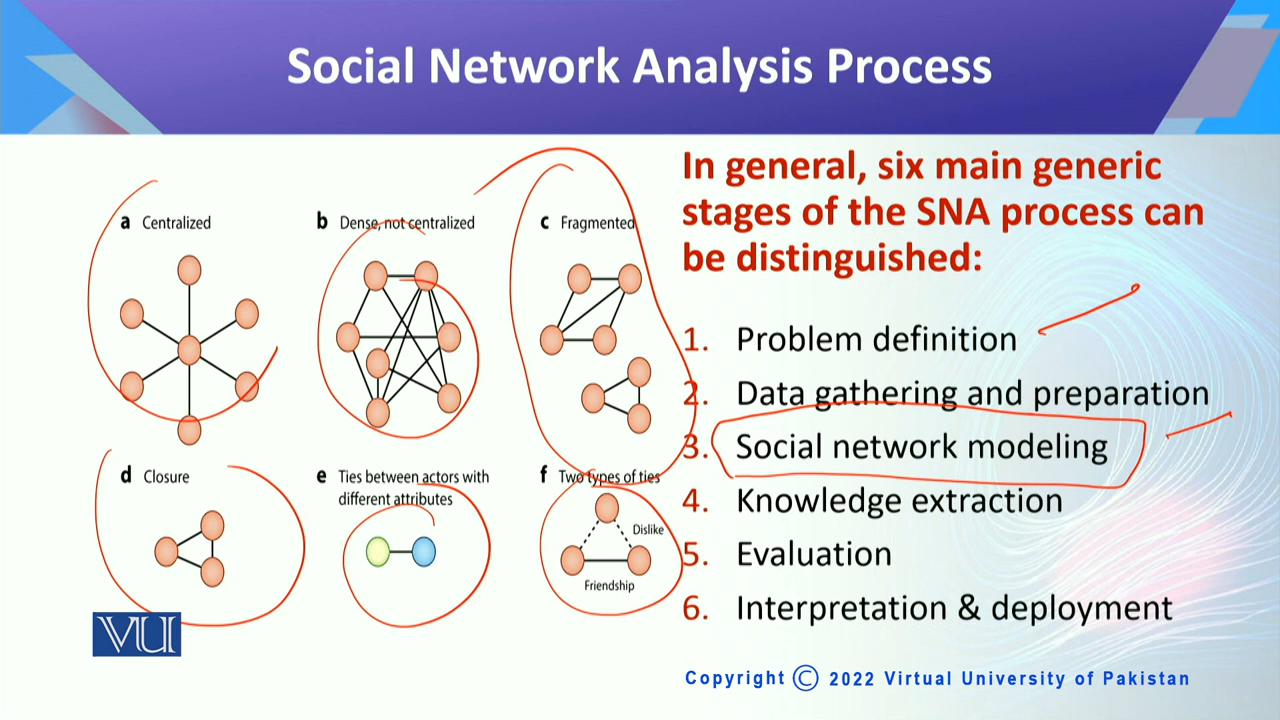 Social Network Analysis Process
a Centralized
b Dense, not centralized
c Fragmented
d Closure
e Ties between actors with
different attributes
f Two types of ties
Dislike
Friendship
In general, six main generic
stages of the SNA process can
be distinguished:
1. Problem definition
2. Data gathering and preparation
3. Social network modeling
4. Knowledge extraction
5. Evaluation
6. Interpretation & deployment
VU
Copyright © 2022 Virtual University of Pakistan